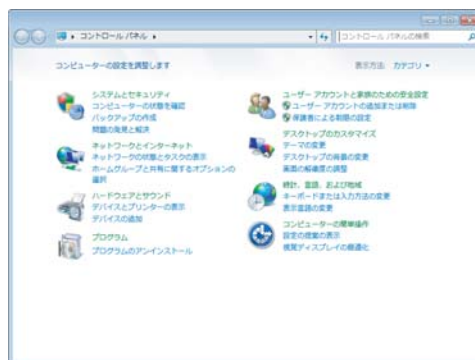 コントロール パネル
コントロール パネルの検索
コンピューターの設定を調整します
表示方法: カテゴリ
システムとセキュリティ
コンピューターの状態を確認
バックアップの作成
問題の発見と解決
ネットワークとインターネット
ネットワークの状態とタスクの表示
ホームグループと共有に関するオプションの
選択
ハードウェアとサウンド
デバイスとプリンターの表示
デバイスの追加
プログラム
プログラムのアンインストール
ユーザー アカウントと家族のための安全設定
ユーザー アカウントの追加または削除
保護者による制限の設定
デスクトップのカスタマイズ
テーマの変更
デスクトップの背景の変更
画面の解像度の調整
時計、言語、および地域
キーボードまたは入力方法の変更
表示言語の変更
コンピューターの簡単操作
設定の提案の表示
視覚ディスプレイの最適化